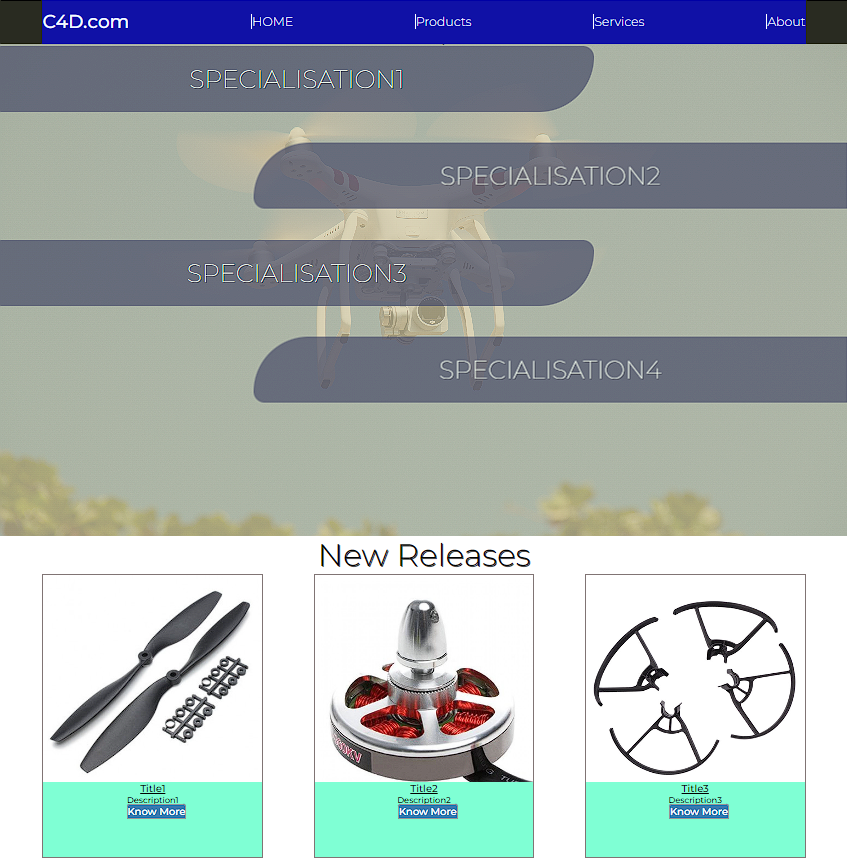 C4D.com HOME Products Services About
SPECIALISATION1
SPECIALISATION2
SPECIALISATION3
SPECIALISATION4
New Releases
Title1 Title2 Title3
Description1 Description2 Description3
Know More Know More Know More